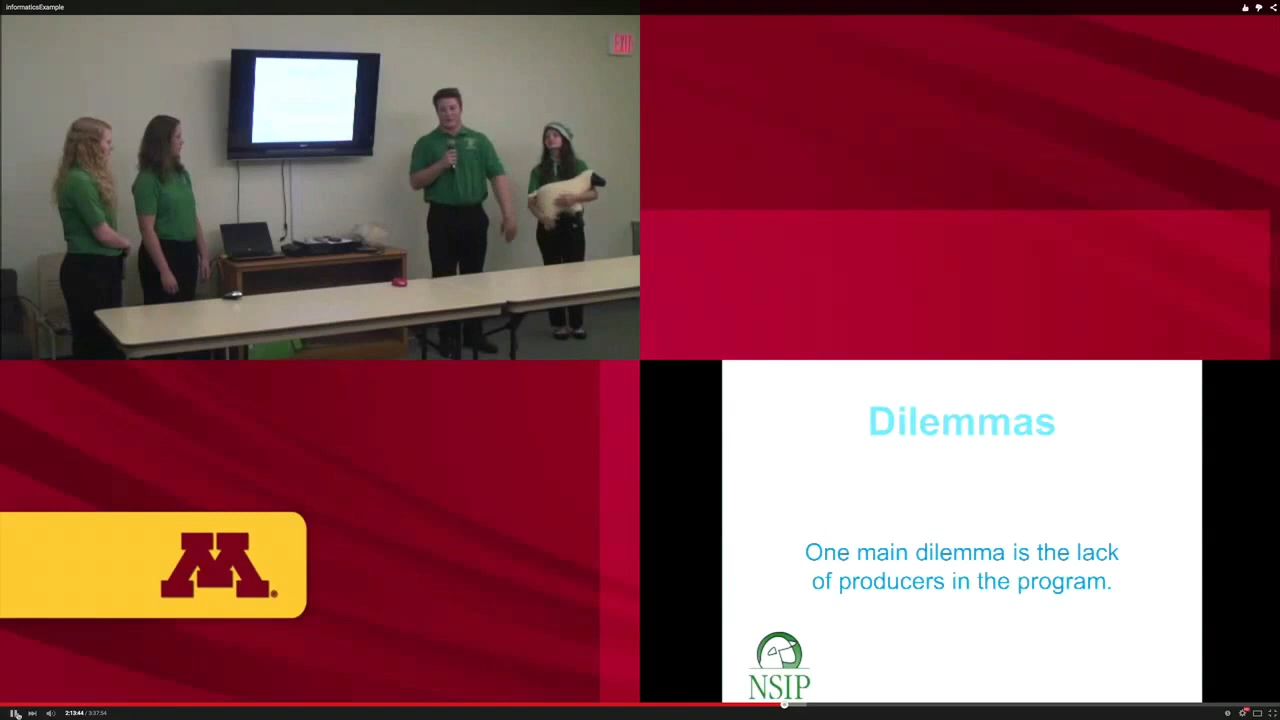 informaticsExample
EXIT
Dilemmas
One main dilemma is the lack
of producers in the program.
NSIP
M
2:13:44 / 3:37:54